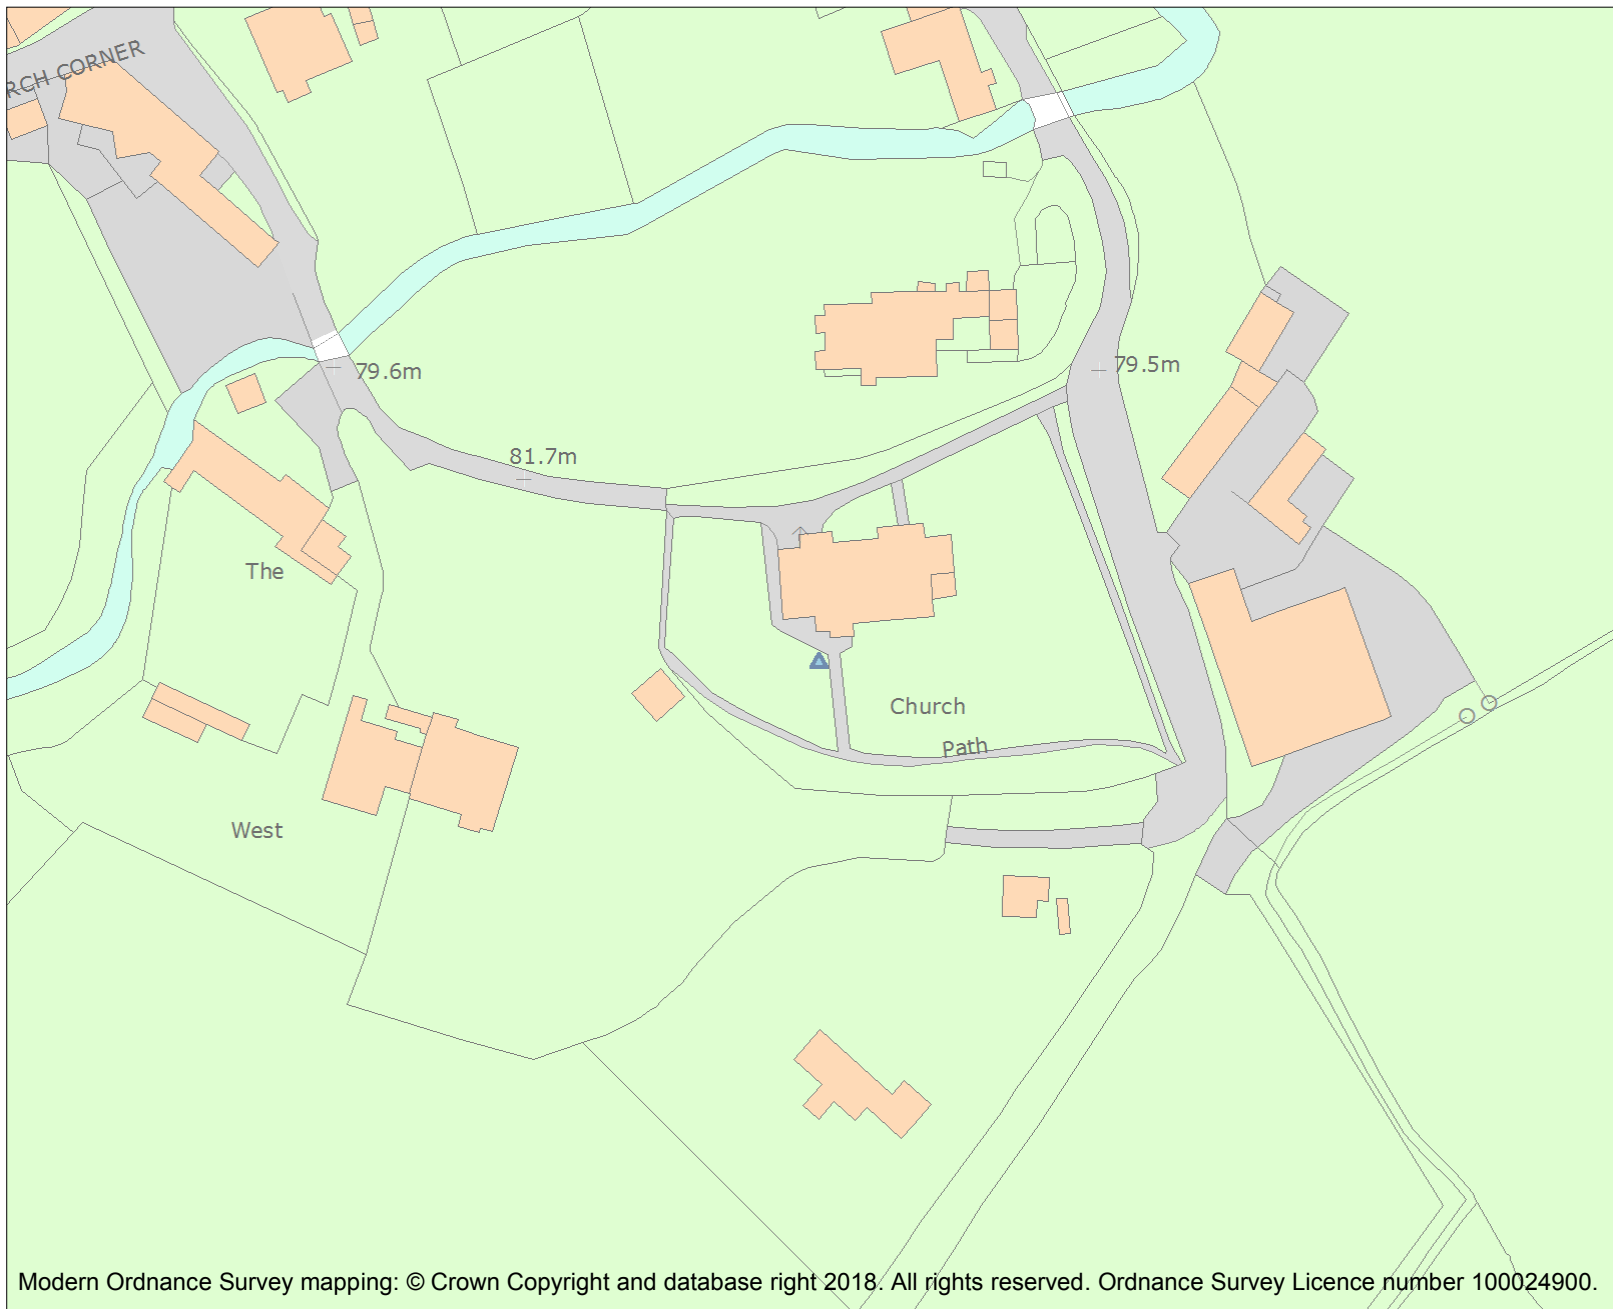 RCH CORNER
79.6m
79.5m
81.7m
The
Church
Path
West
Modern Ordnance Survey mapping: © Crown Copyright and database right 2018. All rights reserved. Ordnance Survey Licence number 100024900.